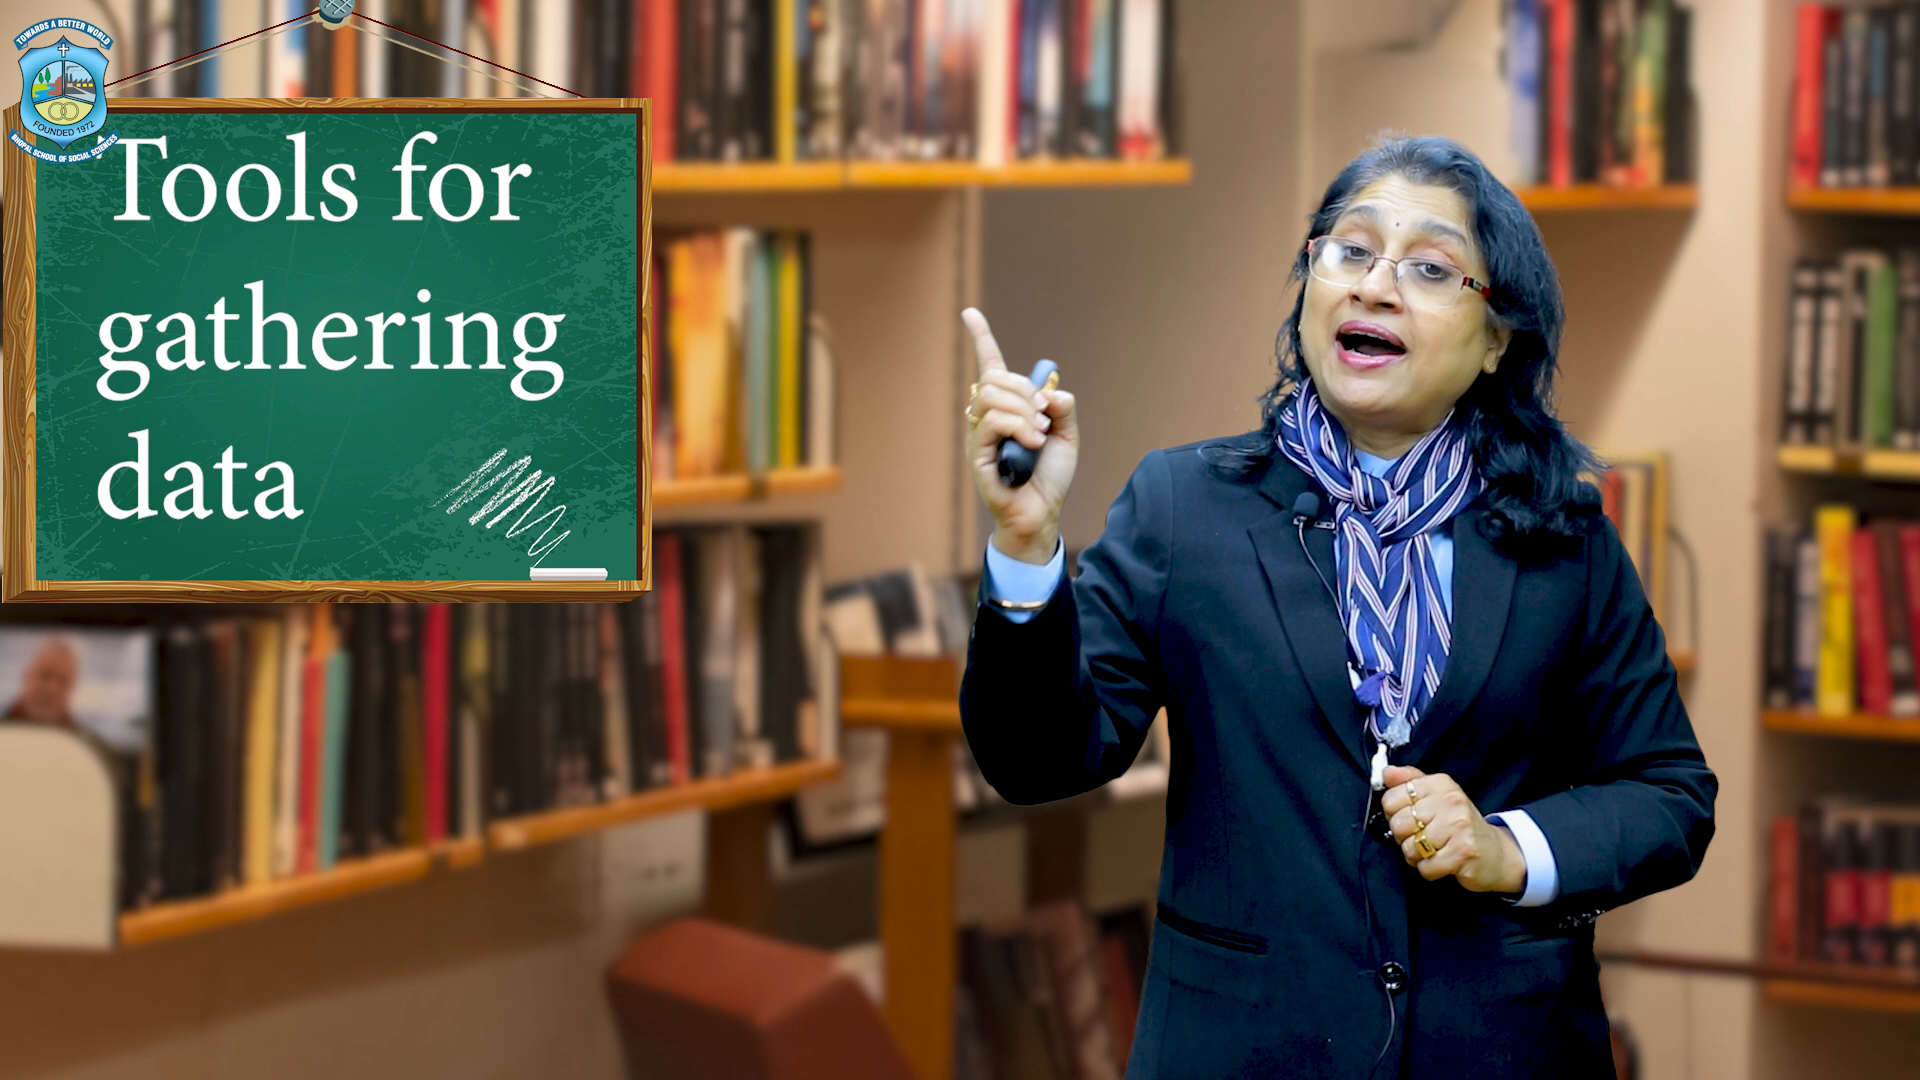 TOWARDS A BETTER WORLD
FOUNDED 1972
BHOPAL SCHOOL OF SOCIAL SCIENCES
Tools for
gathering
data